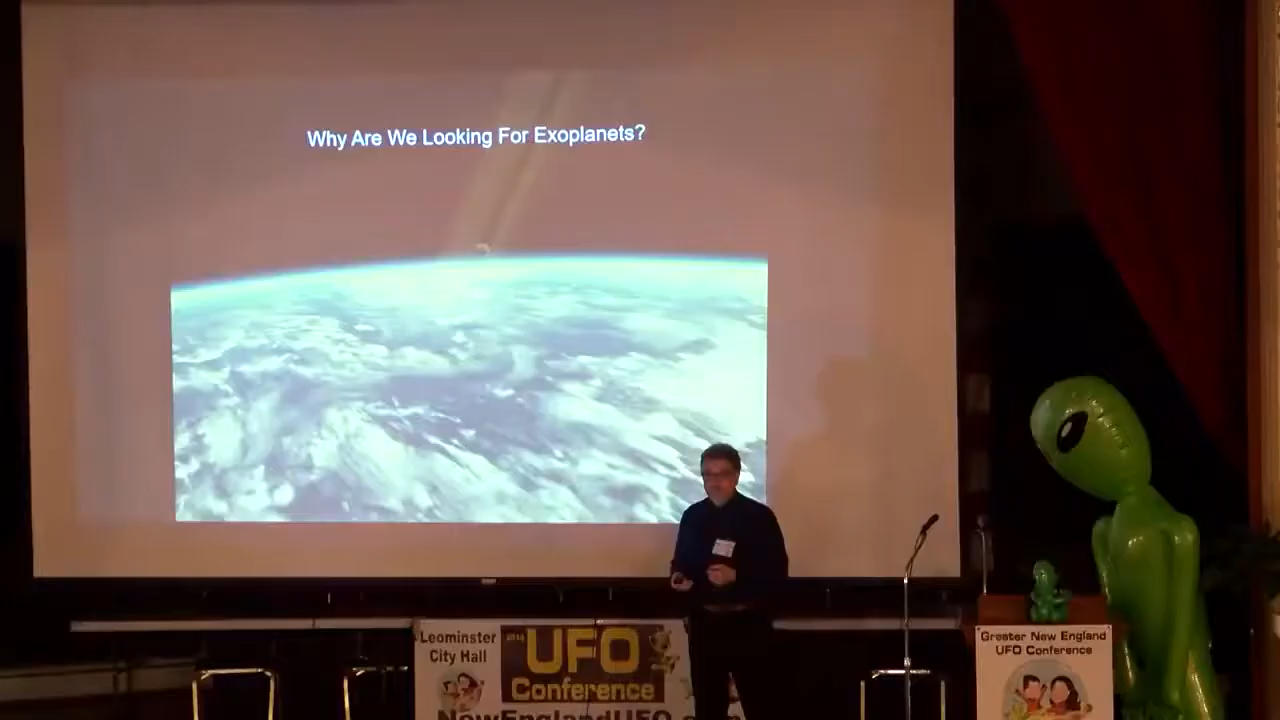 Why Are We Looking For Exoplanets?
Leominster
City Hall
UFO
Conference
Greater New England
UFO Conference